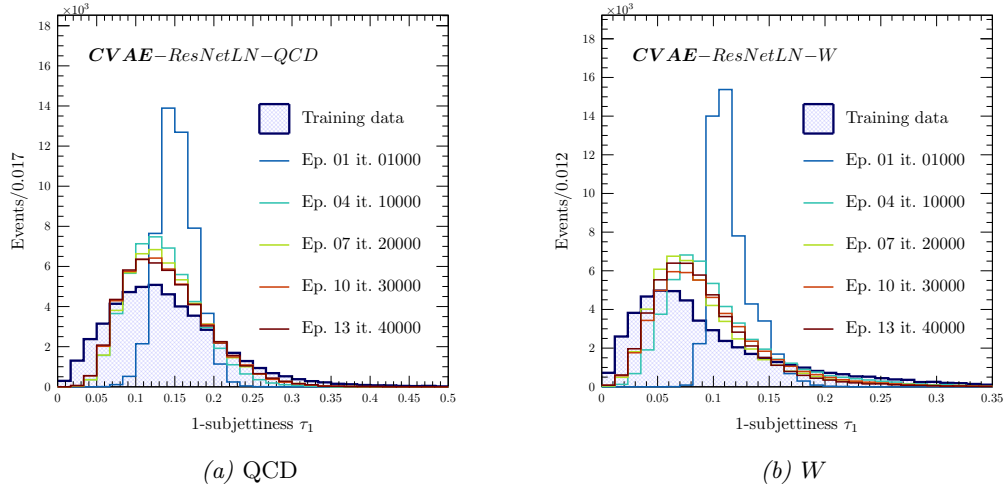 ×10³
18
16
14
12
10
8
6
4
2
0
Events/0.017
CVAE−ResNetLN−QCD
Training data
Ep. 01 it. 01000
Ep. 04 it. 10000
Ep. 07 it. 20000
Ep. 10 it. 30000
Ep. 13 it. 40000
0 0.05 0.1 0.15 0.2 0.25 0.3 0.35 0.4 0.45 0.5
1-subjettiness τ₁
(a) QCD
×10³
18
16
14
12
10
8
6
4
2
0
Events/0.012
CVAE−ResNetLN−W
Training data
Ep. 01 it. 01000
Ep. 04 it. 10000
Ep. 07 it. 20000
Ep. 10 it. 30000
Ep. 13 it. 40000
0 0.05 0.1 0.15 0.2 0.25 0.3 0.35
1-subjettiness τ₁
(b) W